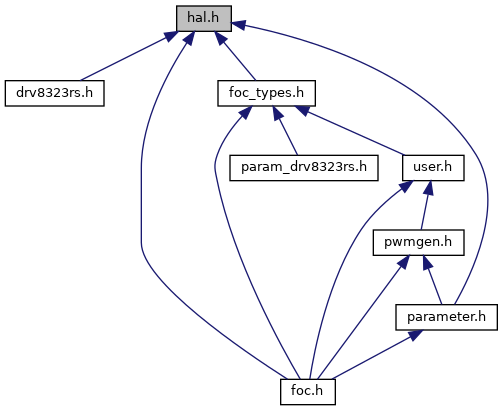 hal.h
drv8323rs.h
foc_types.h
param_drv8323rs.h
user.h
pwmgen.h
parameter.h
foc.h